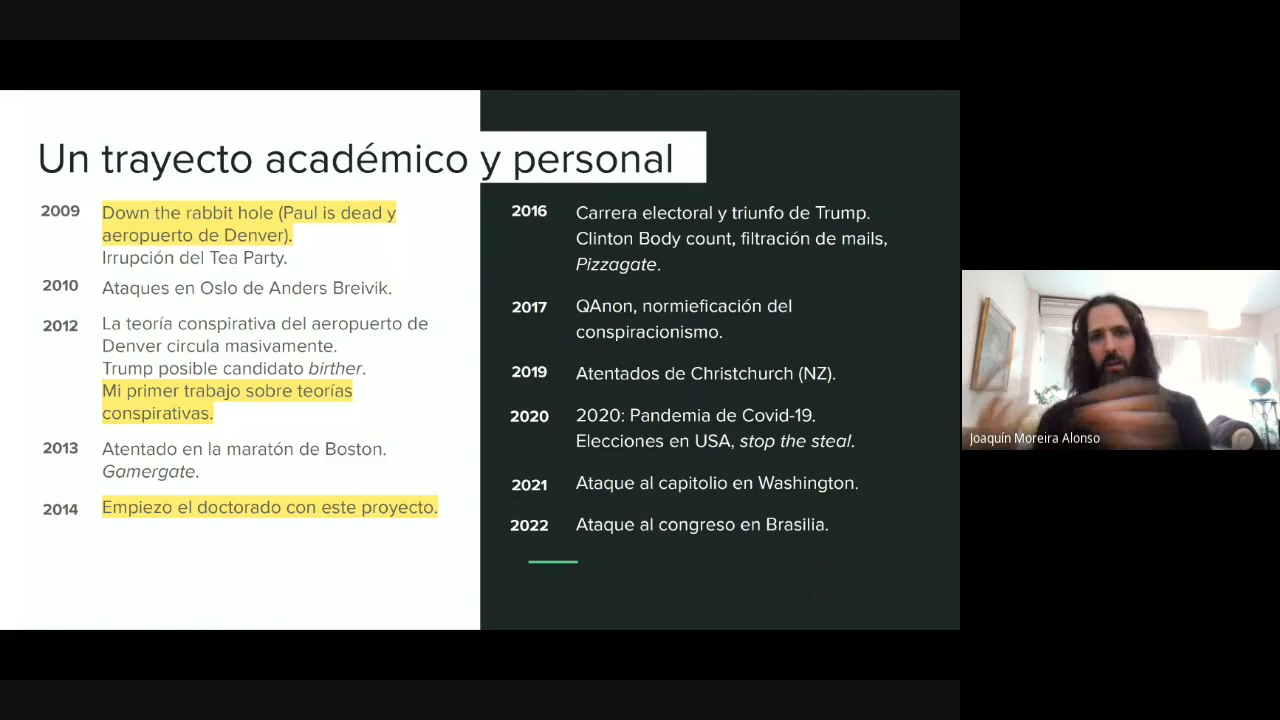 Un trayecto académico y personal
2009
Down the rabbit hole (Paul is dead y
aeropuerto de Denver).
Irrupción del Tea Party.
2010
Ataques en Oslo de Anders Breivik.
2012
La teoría conspirativa del aeropuerto de
Denver circula masivamente.
Trump posible candidato birther.
Mi primer trabajo sobre teorías
conspirativas.
2013
Atentado en la maratón de Boston.
Gamergate.
2014
Empiezo el doctorado con este proyecto.
2016
Carrera electoral y triunfo de Trump.
Clinton Body count, filtración de mails,
Pizzagate.
2017
QAnon, normieficación del
conspiracionismo.
2019
Atentados de Christchurch (NZ).
2020
2020: Pandemia de Covid-19.
Elecciones en USA, stop the steal.
2021
Ataque al capitolio en Washington.
2022
Ataque al congreso en Brasilia.
Joaquín Moreira Alonso